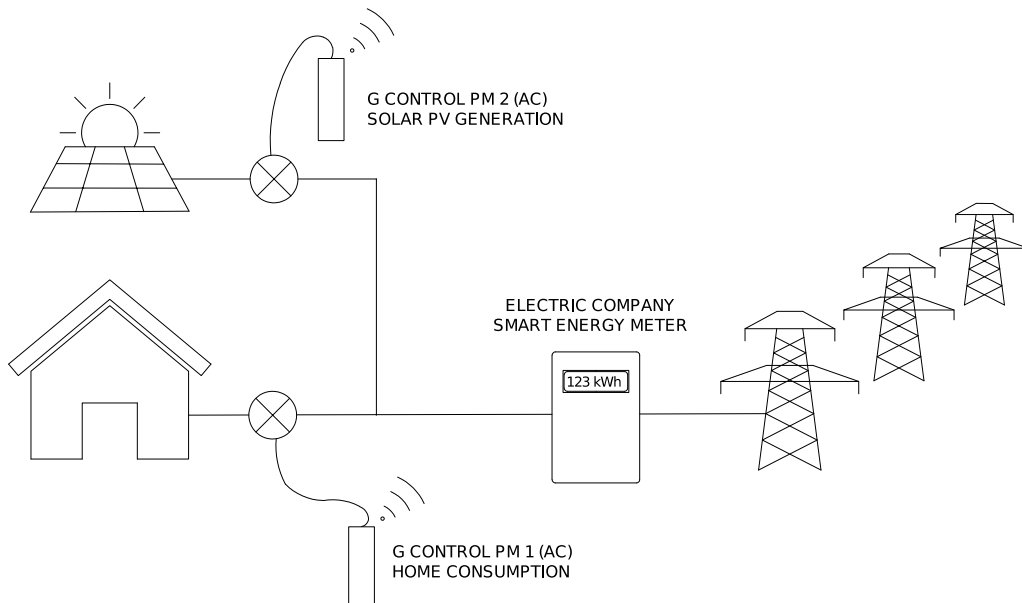 G CONTROL PM 2 (AC)
SOLAR PV GENERATION
ELECTRIC COMPANY
SMART ENERGY METER
123 kWh
G CONTROL PM 1 (AC)
HOME CONSUMPTION